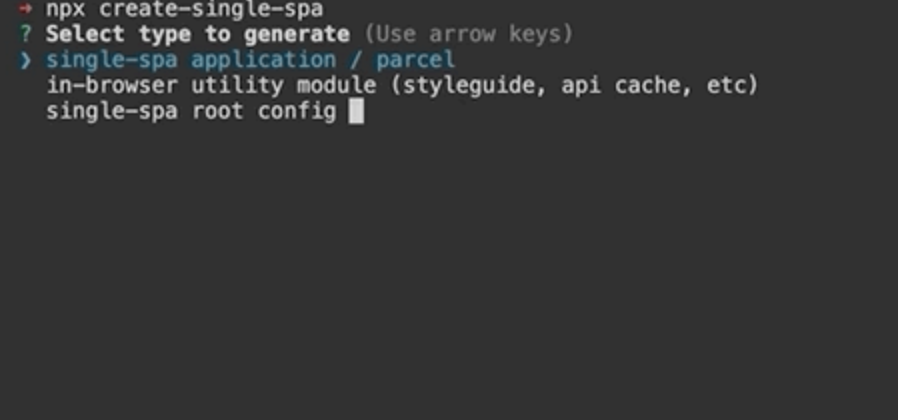 → npx create-single-spa
? Select type to generate (Use arrow keys)
❯ single-spa application / parcel
in-browser utility module (styleguide, api cache, etc)
single-spa root config